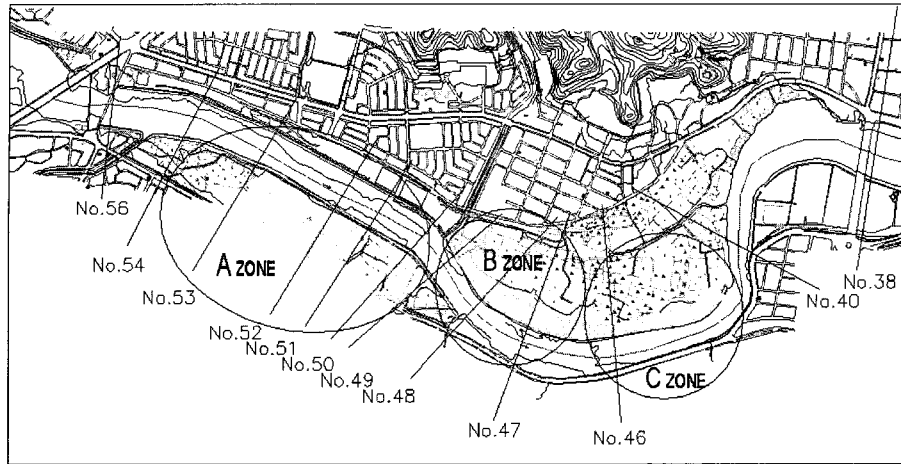 No.56
No.54
No.53
A ZONE
No.52
No.51
No.50
No.49
No.48
B ZONE
No.47
No.46
C ZONE
No.40
No.38